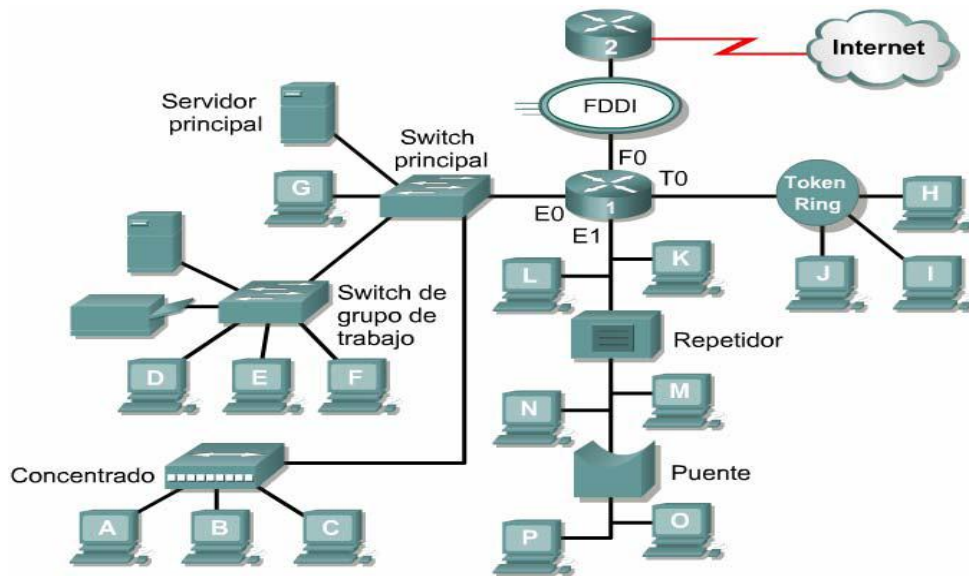 2
Internet
FDDI
Servidor
principal
Switch
principal
F0
G
T0
Token
Ring
H
E0
1
E1
J
I
L
K
Switch de
grupo de
trabajo
Repetidor
D
E
F
N
M
Concentrado
Puente
A
B
C
P
O